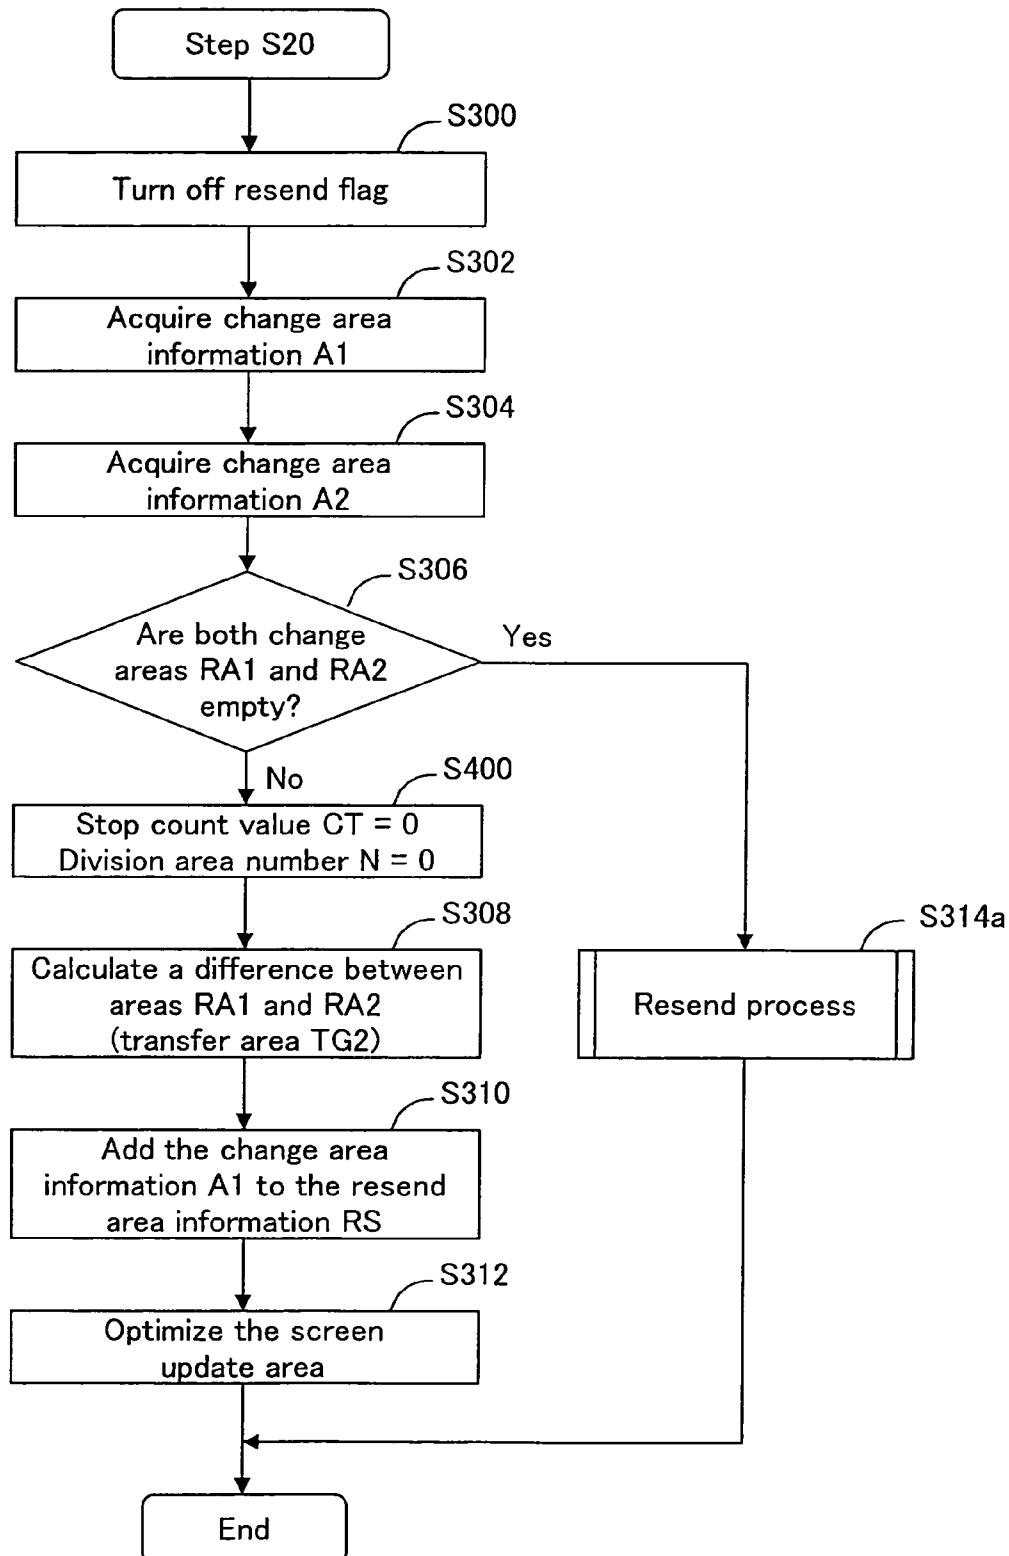 Step S20
S300
Turn off resend flag
S302
Acquire change area
information A1
S304
Acquire change area
information A2
S306
Are both change
areas RA1 and RA2
empty?
Yes
No
S400
Stop count value CT = 0
Division area number N = 0
S308
Calculate a difference between
areas RA1 and RA2
(transfer area TG2)
S314a
Resend process
S310
Add the change area
information A1 to the resend
area information RS
S312
Optimize the screen
update area
End